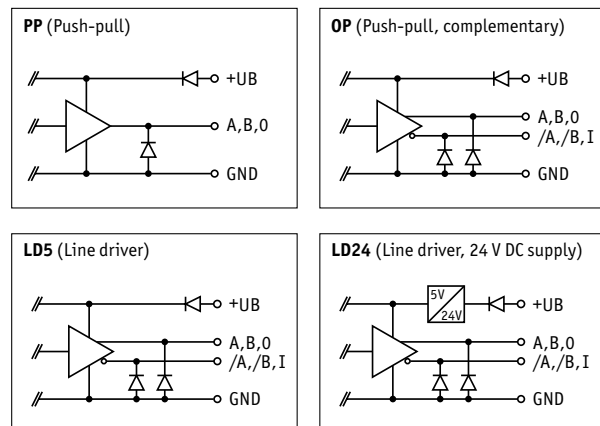 PP (Push-pull)
+UB
A,B,0
GND
OP (Push-pull, complementary)
+UB
A,B,0
/A,/B,I
GND
LD5 (Line driver)
+UB
A,B,0
/A,/B,I
GND
LD24 (Line driver, 24 V DC supply)
5V
24V
+UB
A,B,0
/A,/B,I
GND